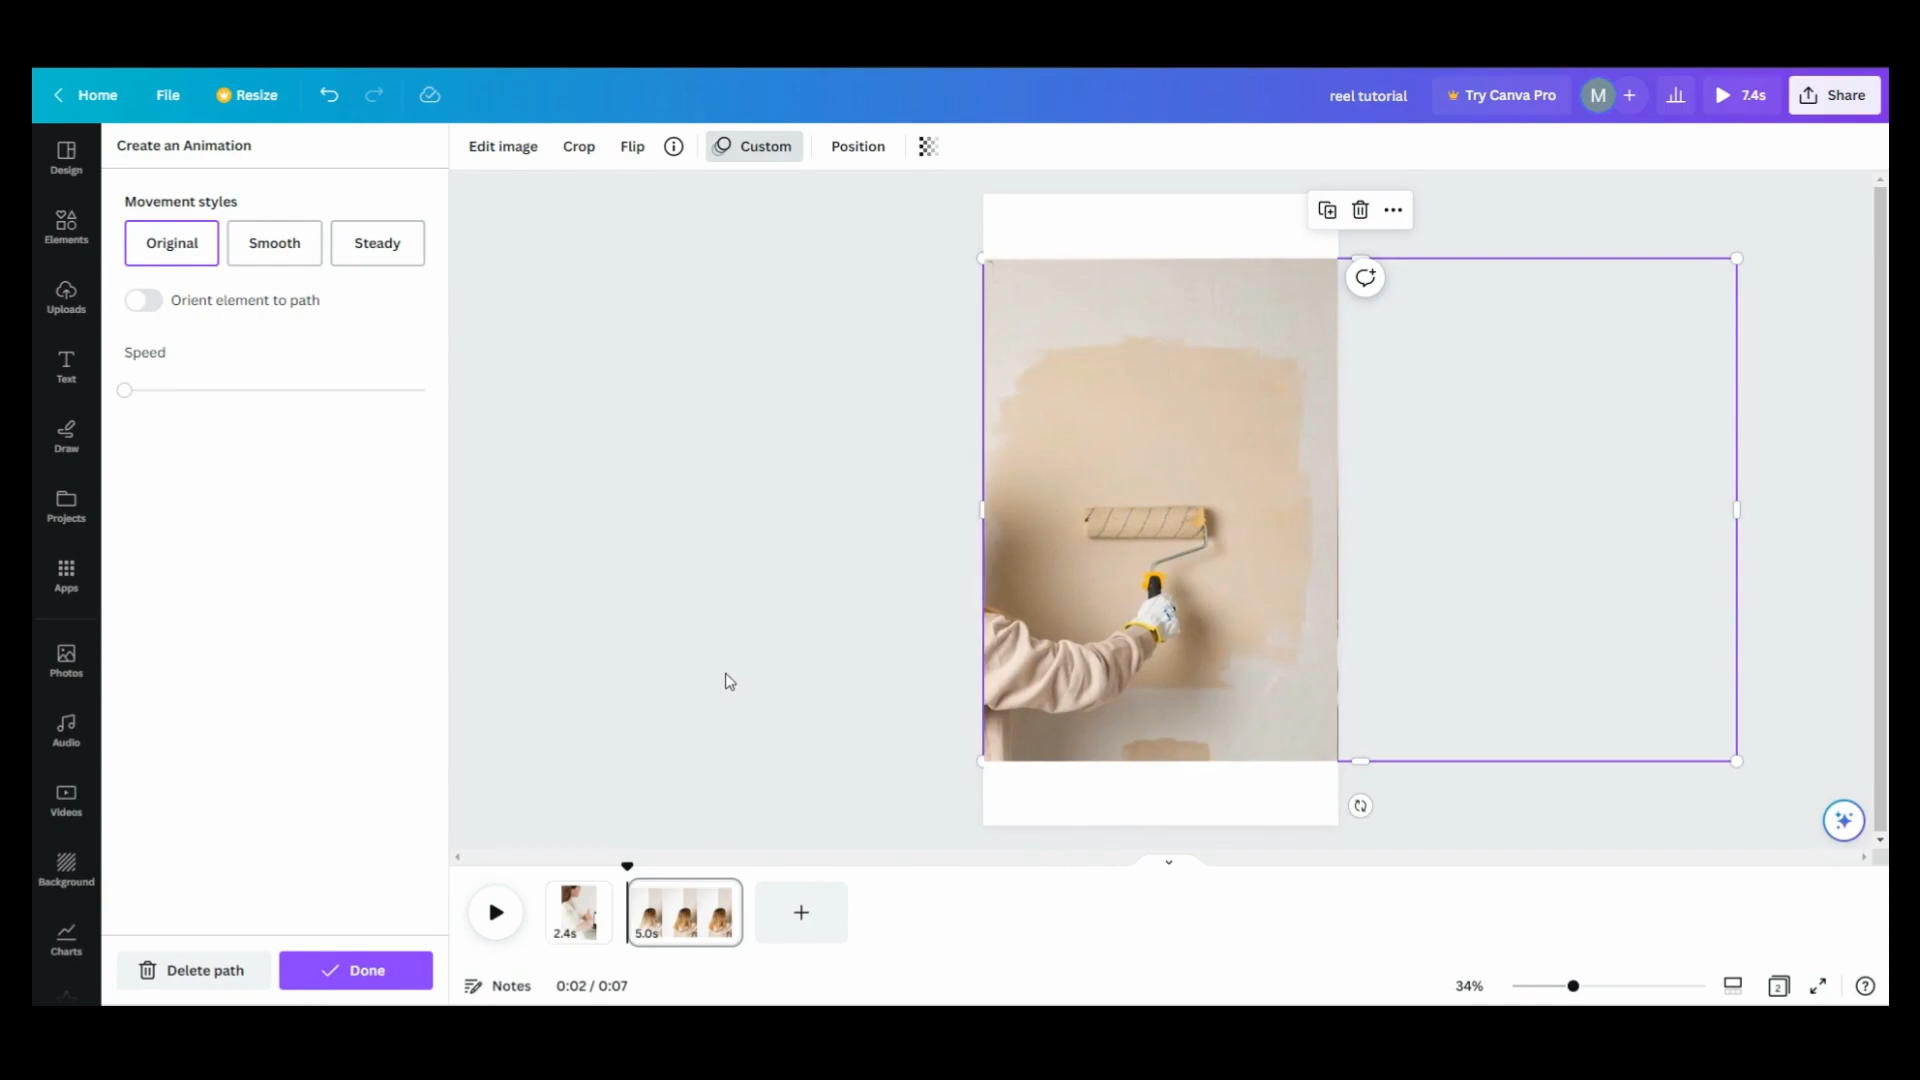 Home File Resize reel tutorial Try Canva Pro M + 7.4s Share
Create an Animation
Edit image Crop Flip Custom Position
Design
Elements
Uploads
Text
Draw
Projects
Apps
Photos
Audio
Videos
Background
Charts
Movement styles
Original Smooth Steady
Orient element to path
Speed
Delete path Done
2.4s 5.0s +
Notes 0:02 / 0:07 34% 2 ?